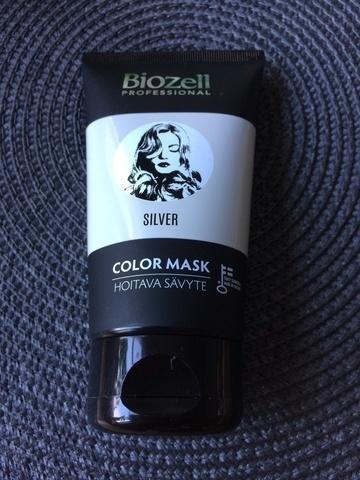 Biozell
PROFESSIONAL
SILVER
COLOR MASK
HOITAVA SÄVYTE